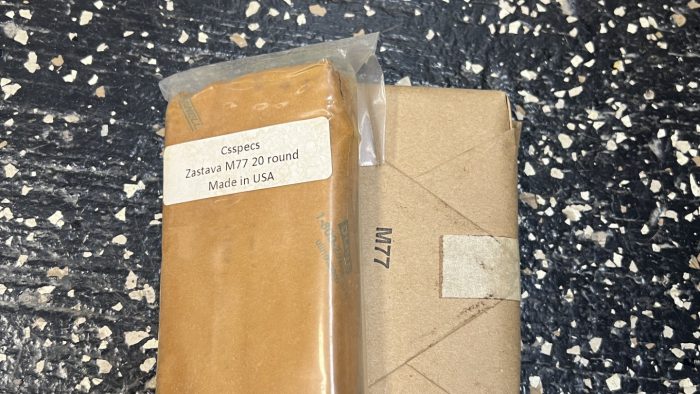 Csspecs
Zastava M77 20 round
Made in USA
M77